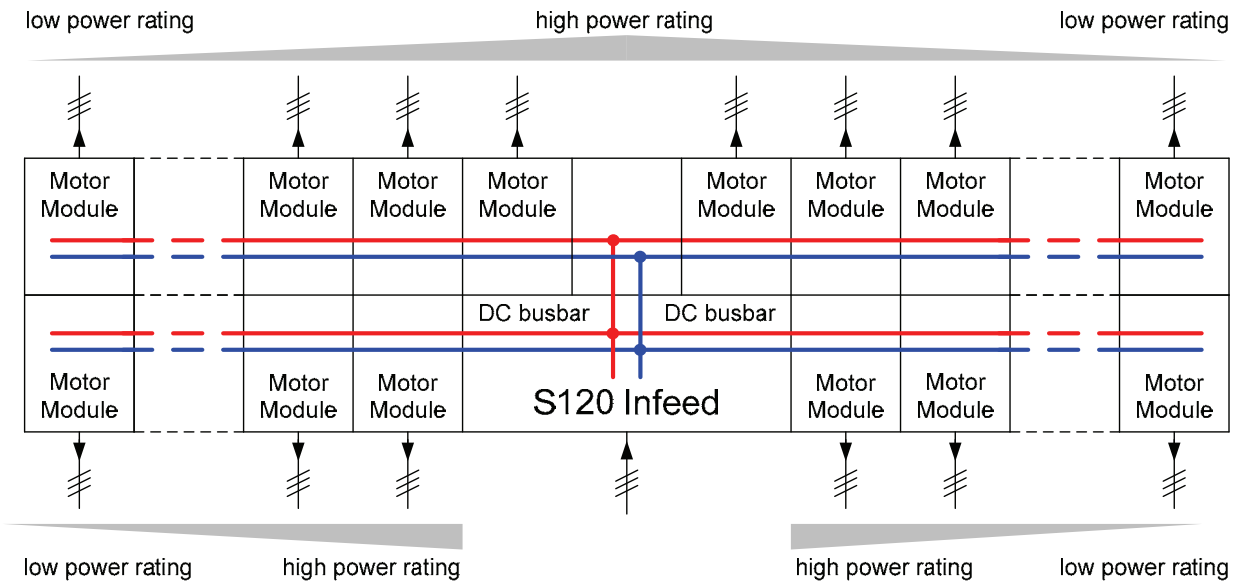 low power rating high power rating low power rating
Motor Motor Motor Motor Motor Motor Motor Motor
Module Module Module Module Module Module Module Module
DC busbar DC busbar
Motor Motor Motor Motor Motor Motor
Module Module Module S120 Infeed Module Module Module
low power rating high power rating high power rating low power rating